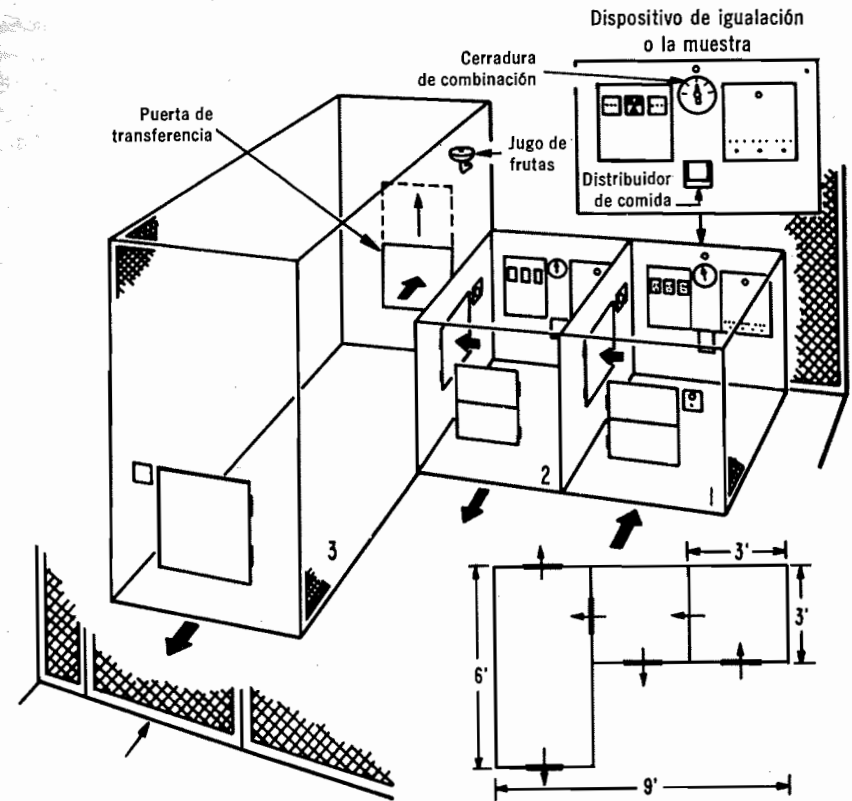 Dispositivo de igualación
o la muestra
Cerradura
de combinación
Puerta de
transferencia
Jugo de
frutas
Distribuidor
de comida
2
1
3
3'
3'
6'
9'